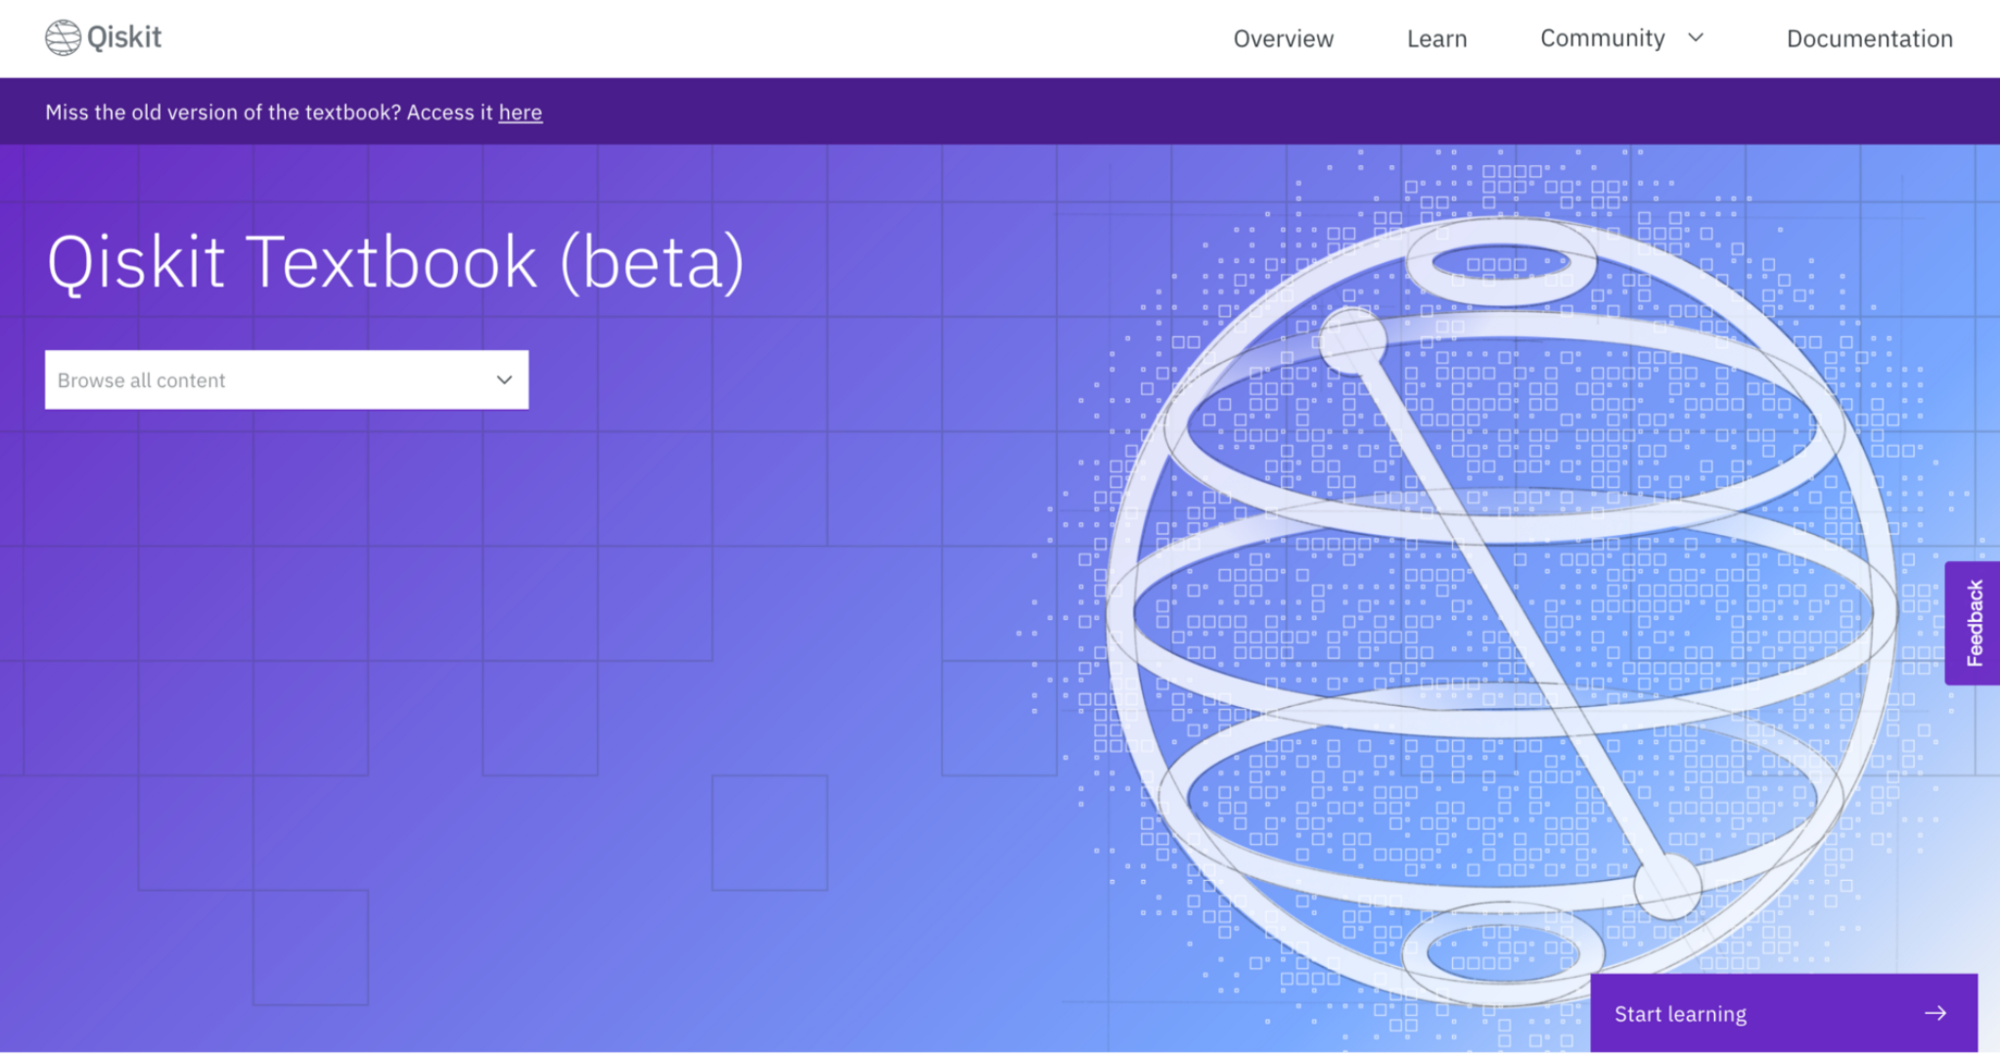 Qiskit
Overview
Learn
Community
Documentation
Miss the old version of the textbook? Access it here
Qiskit Textbook (beta)
Browse all content
Feedback
Start learning